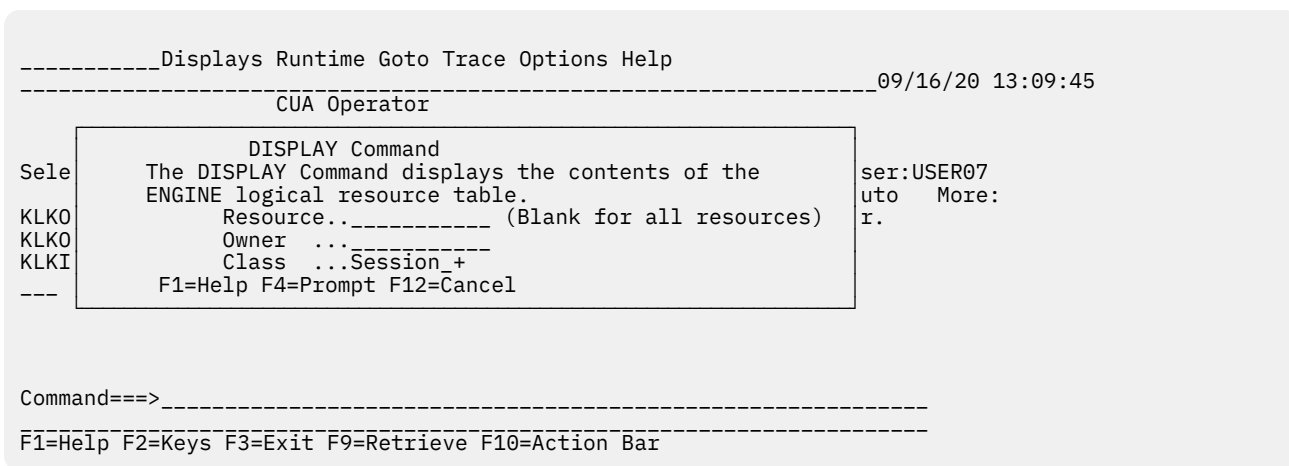 ___________Displays Runtime Goto Trace Options Help
___________________________________________________________________09/16/20 13:09:45
CUA Operator
DISPLAY Command
Sele The DISPLAY Command displays the contents of the ser:USER07
ENGINE logical resource table. uto More:
KLKO Resource..___________ (Blank for all resources) r.
KLKO Owner ...___________
KLKI Class ...Session_+
___ F1=Help F4=Prompt F12=Cancel
Command===>____________________________________________________________
_______________________________________________________________________
F1=Help F2=Keys F3=Exit F9=Retrieve F10=Action Bar